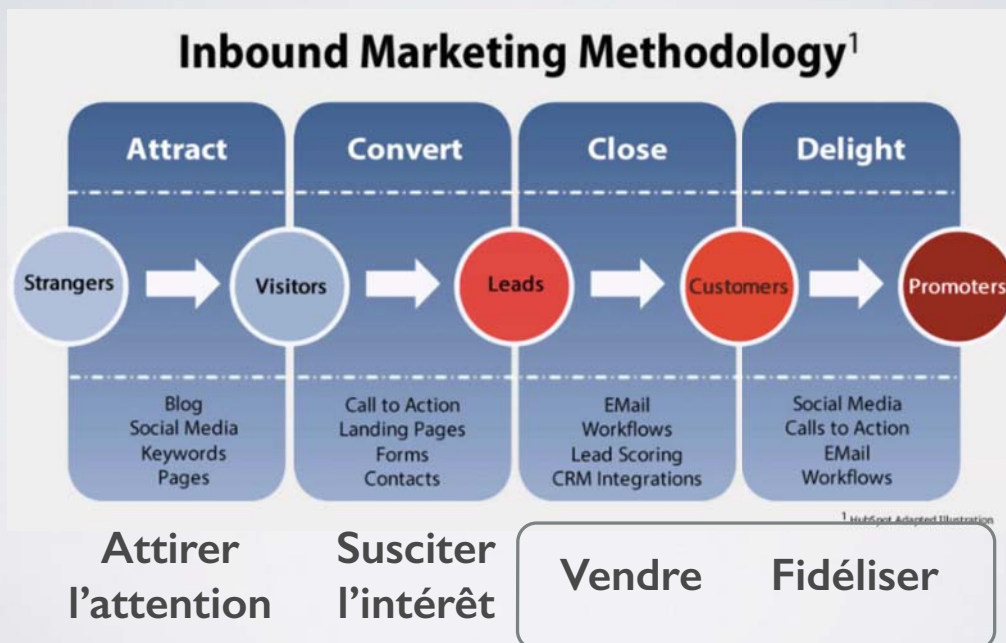 Inbound Marketing Methodology¹
Attract
Convert
Close
Delight
Strangers
Visitors
Leads
Customers
Promoters
Blog
Social Media
Keywords
Pages
Call to Action
Landing Pages
Forms
Contacts
EMail
Workflows
Lead Scoring
CRM Integrations
Social Media
Calls to Action
EMail
Workflows
¹ HubSpot Adapted Illustration
Attirer
l'attention
Susciter
l'intérêt
Vendre
Fidéliser